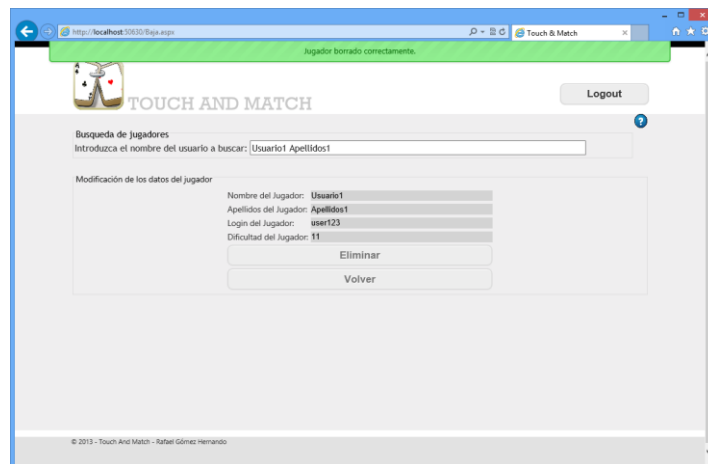 http://localhost:50650/Baja.aspx
Touch & Match
Jugador borrado correctamente.
TOUCH AND MATCH
Logout
?
Busqueda de jugadores
Introduzca el nombre del usuario a buscar: Usuario1 Apellidos1
Modificación de los datos del jugador
Nombre del Jugador: Usuario1
Apellidos del Jugador: Apellidos1
Login del Jugador: user123
Dificultad del Jugador: 11
Eliminar
Volver
© 2013 - Touch And Match - Rafael Gómez Hernando